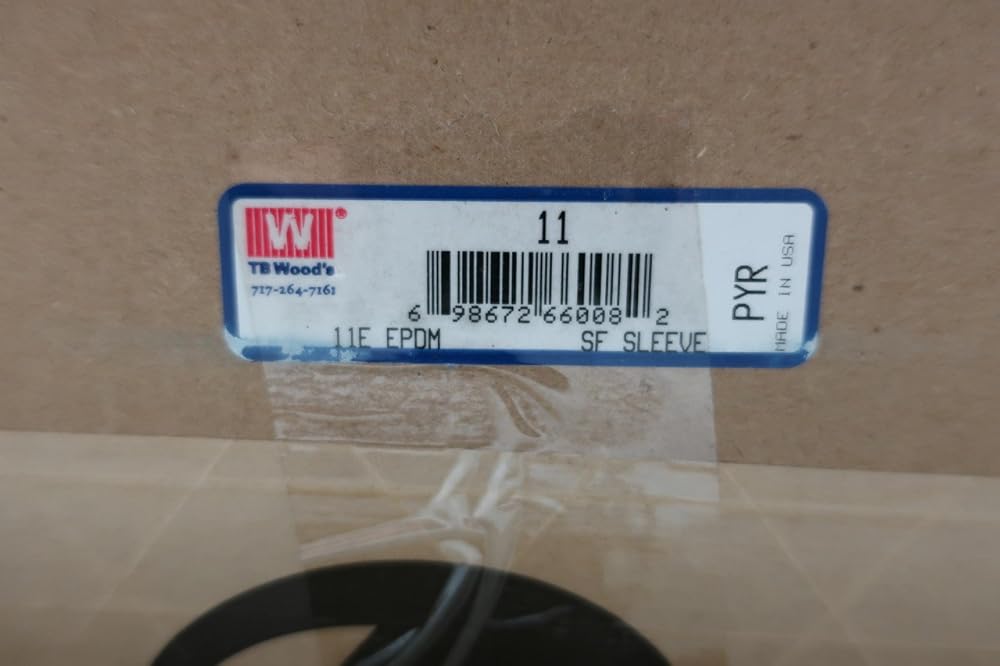 W®
TB Wood's
717-264-7161
11
6 98672 66008 2
11E EPDM SF SLEEVE
PYR
MADE IN USA